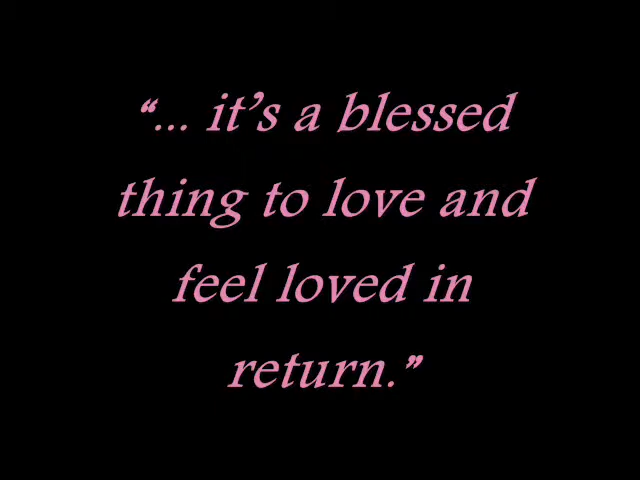 “... it’s a blessed
thing to love and
feel loved in
return.”